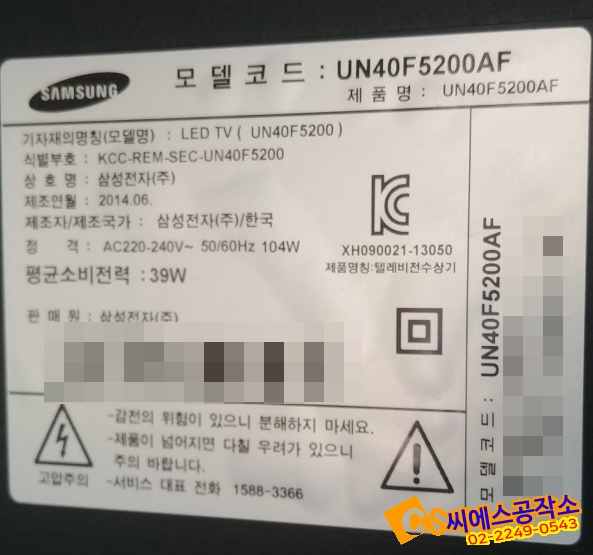 SAMSUNG
모델코드 : UN40F5200AF
제품명 : UN40F5200AF
기자재의명칭(모델명) : LED TV ( UN40F5200 )
식별부호 : KCC-REM-SEC-UN40F5200
상호명 : 삼성전자(주)
제조연월 : 2014.06.
제조자/제조국가 : 삼성전자(주)/한국
정 격 : AC220-240V~ 50/60Hz 104W
평균소비전력 : 39W
XH090021-13050
제품명칭:텔레비전수상기
판매원 : 삼성전자(주)
-감전의 위험이 있으니 분해하지 마세요.
-제품이 넘어지면 다칠 우려가 있으니
주의 바랍니다.
-서비스 대표 전화 1588-3366
고압주의
모델코드 : UN40F5200AF
CS씨에스공작소
02-2249-0543